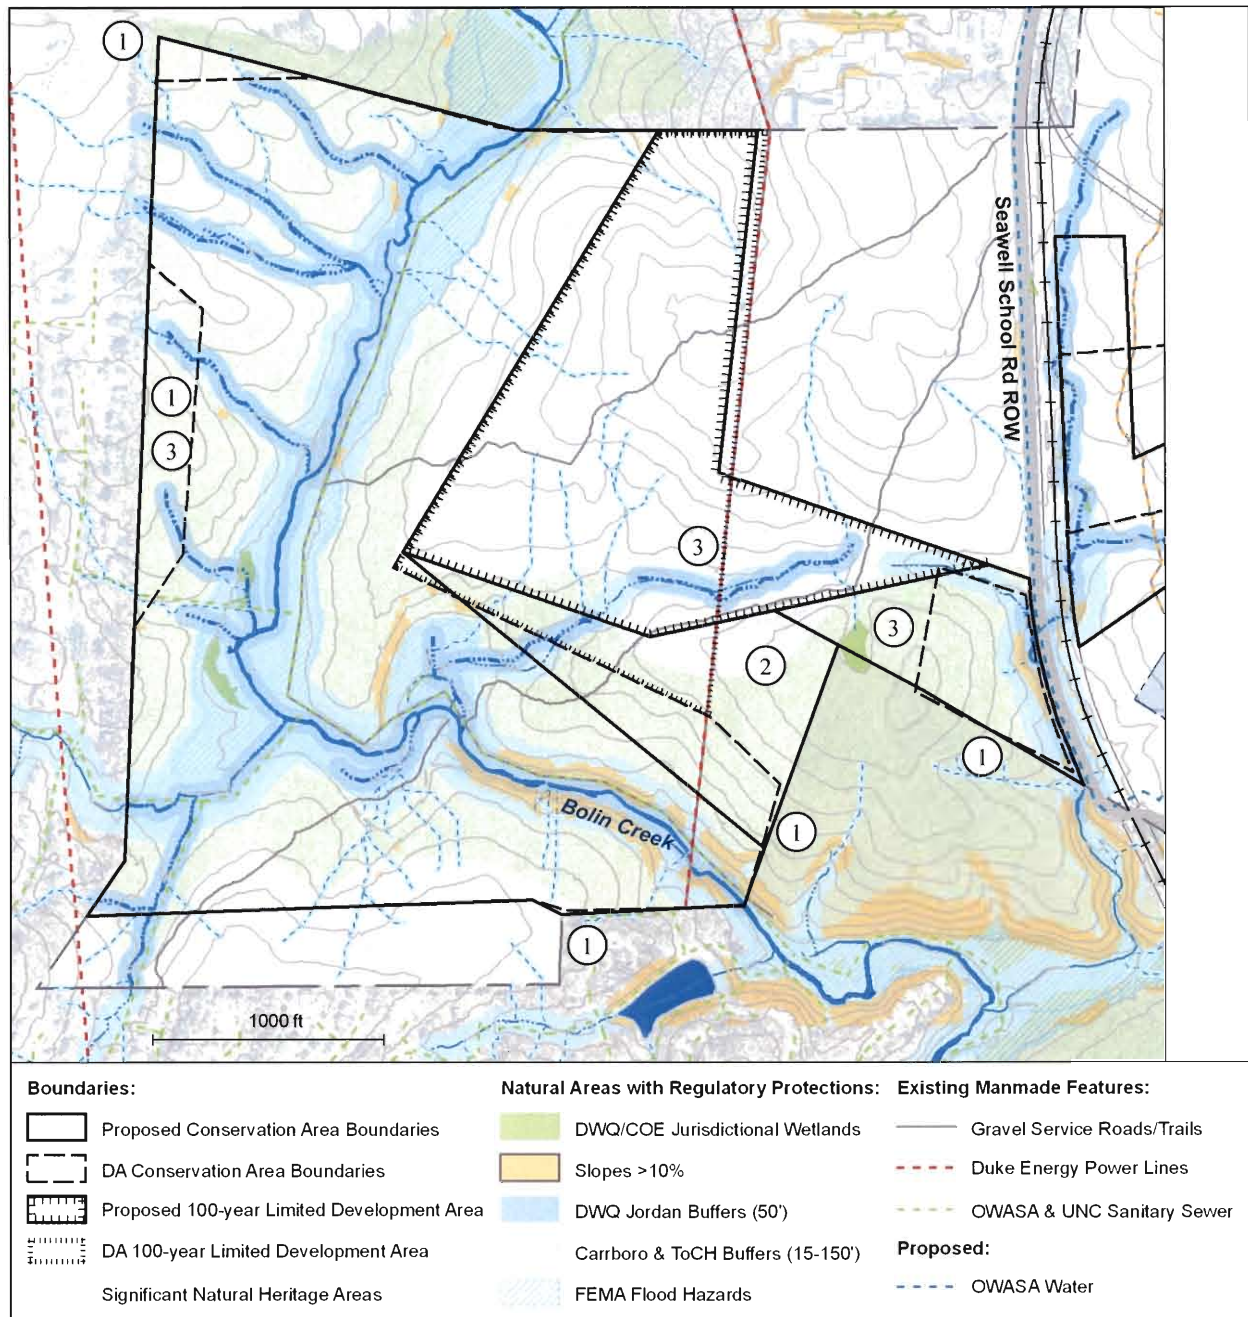 1
Seawell School Rd ROW
1
3
3
3
2
1
1
Bolin Creek
1
1000 ft
Boundaries:
Proposed Conservation Area Boundaries
DA Conservation Area Boundaries
Proposed 100-year Limited Development Area
DA 100-year Limited Development Area
Significant Natural Heritage Areas
Natural Areas with Regulatory Protections:
DWQ/COE Jurisdictional Wetlands
Slopes >10%
DWQ Jordan Buffers (50')
Carrboro & ToCH Buffers (15-150')
FEMA Flood Hazards
Existing Manmade Features:
Gravel Service Roads/Trails
Duke Energy Power Lines
OWASA & UNC Sanitary Sewer
Proposed:
OWASA Water